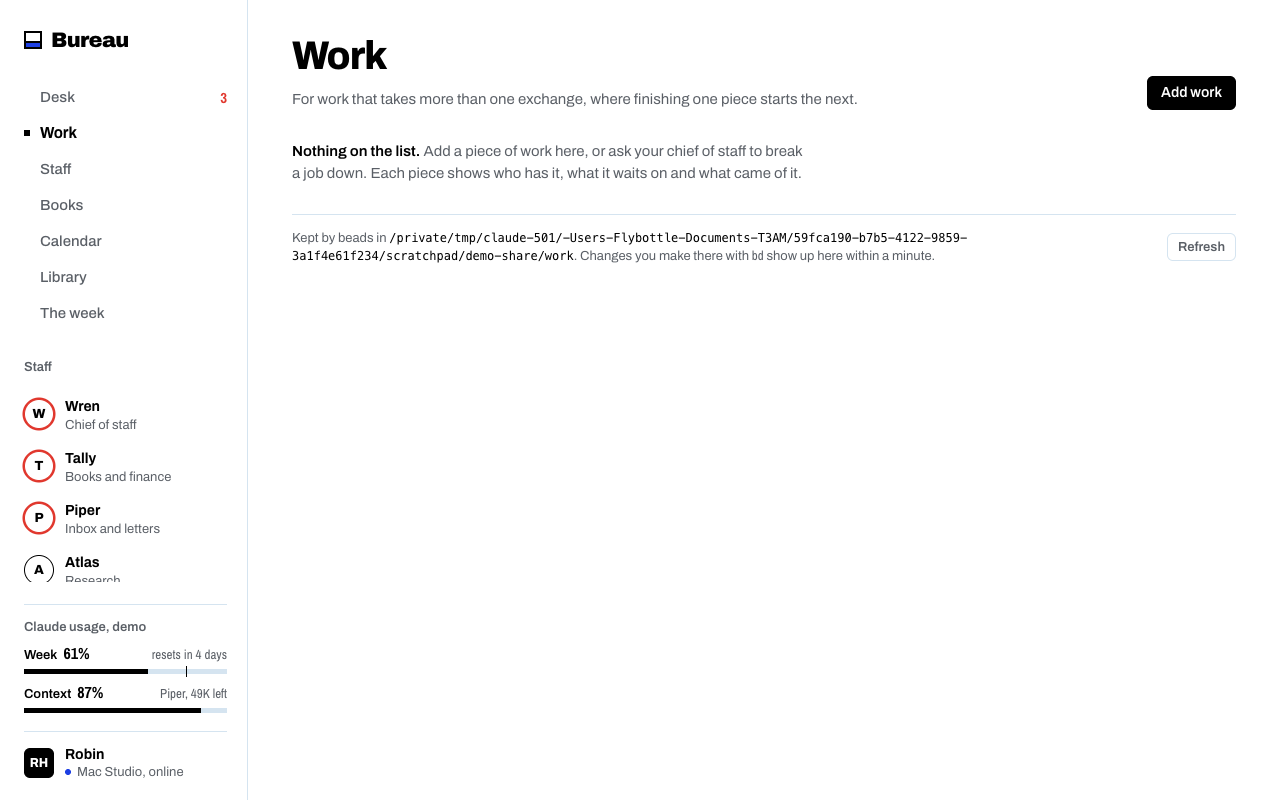 Bureau
Desk 3
Work
Staff
Books
Calendar
Library
The week
Staff
W Wren
Chief of staff
T Tally
Books and finance
P Piper
Inbox and letters
A Atlas
Research
Claude usage, demo
Week 61% resets in 4 days
Context 87% Piper, 49K left
RH Robin
Mac Studio, online
Work
For work that takes more than one exchange, where finishing one piece starts the next.
Add work
Nothing on the list. Add a piece of work here, or ask your chief of staff to break
a job down. Each piece shows who has it, what it waits on and what came of it.
Kept by beads in /private/tmp/claude-501/-Users-Flybottle-Documents-T3AM/59fca190-b7b5-4122-9859-
3a1f4e61f234/scratchpad/demo-share/work. Changes you make there with bd show up here within a minute.
Refresh